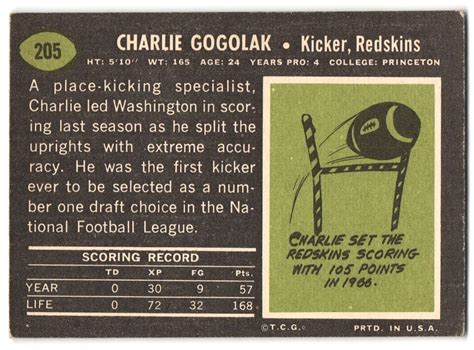 205
CHARLIE GOGOLAK • Kicker, Redskins
HT: 5'10" WT: 165 AGE: 24 YEARS PRO: 4 COLLEGE: PRINCETON
A place-kicking specialist,
Charlie led Washington in scor-
ing last season as he split the
uprights with extreme accu-
racy. He was the first kicker
ever to be selected as a num-
ber one draft choice in the Na-
tional Football League.
SCORING RECORD
TD XP FG Pts.
YEAR 0 30 9 57
LIFE 0 72 32 168
CHARLIE SET THE
REDSKINS SCORING
WITH 105 POINTS
IN 1966.
©T.C.G. PRTD. IN U.S.A.